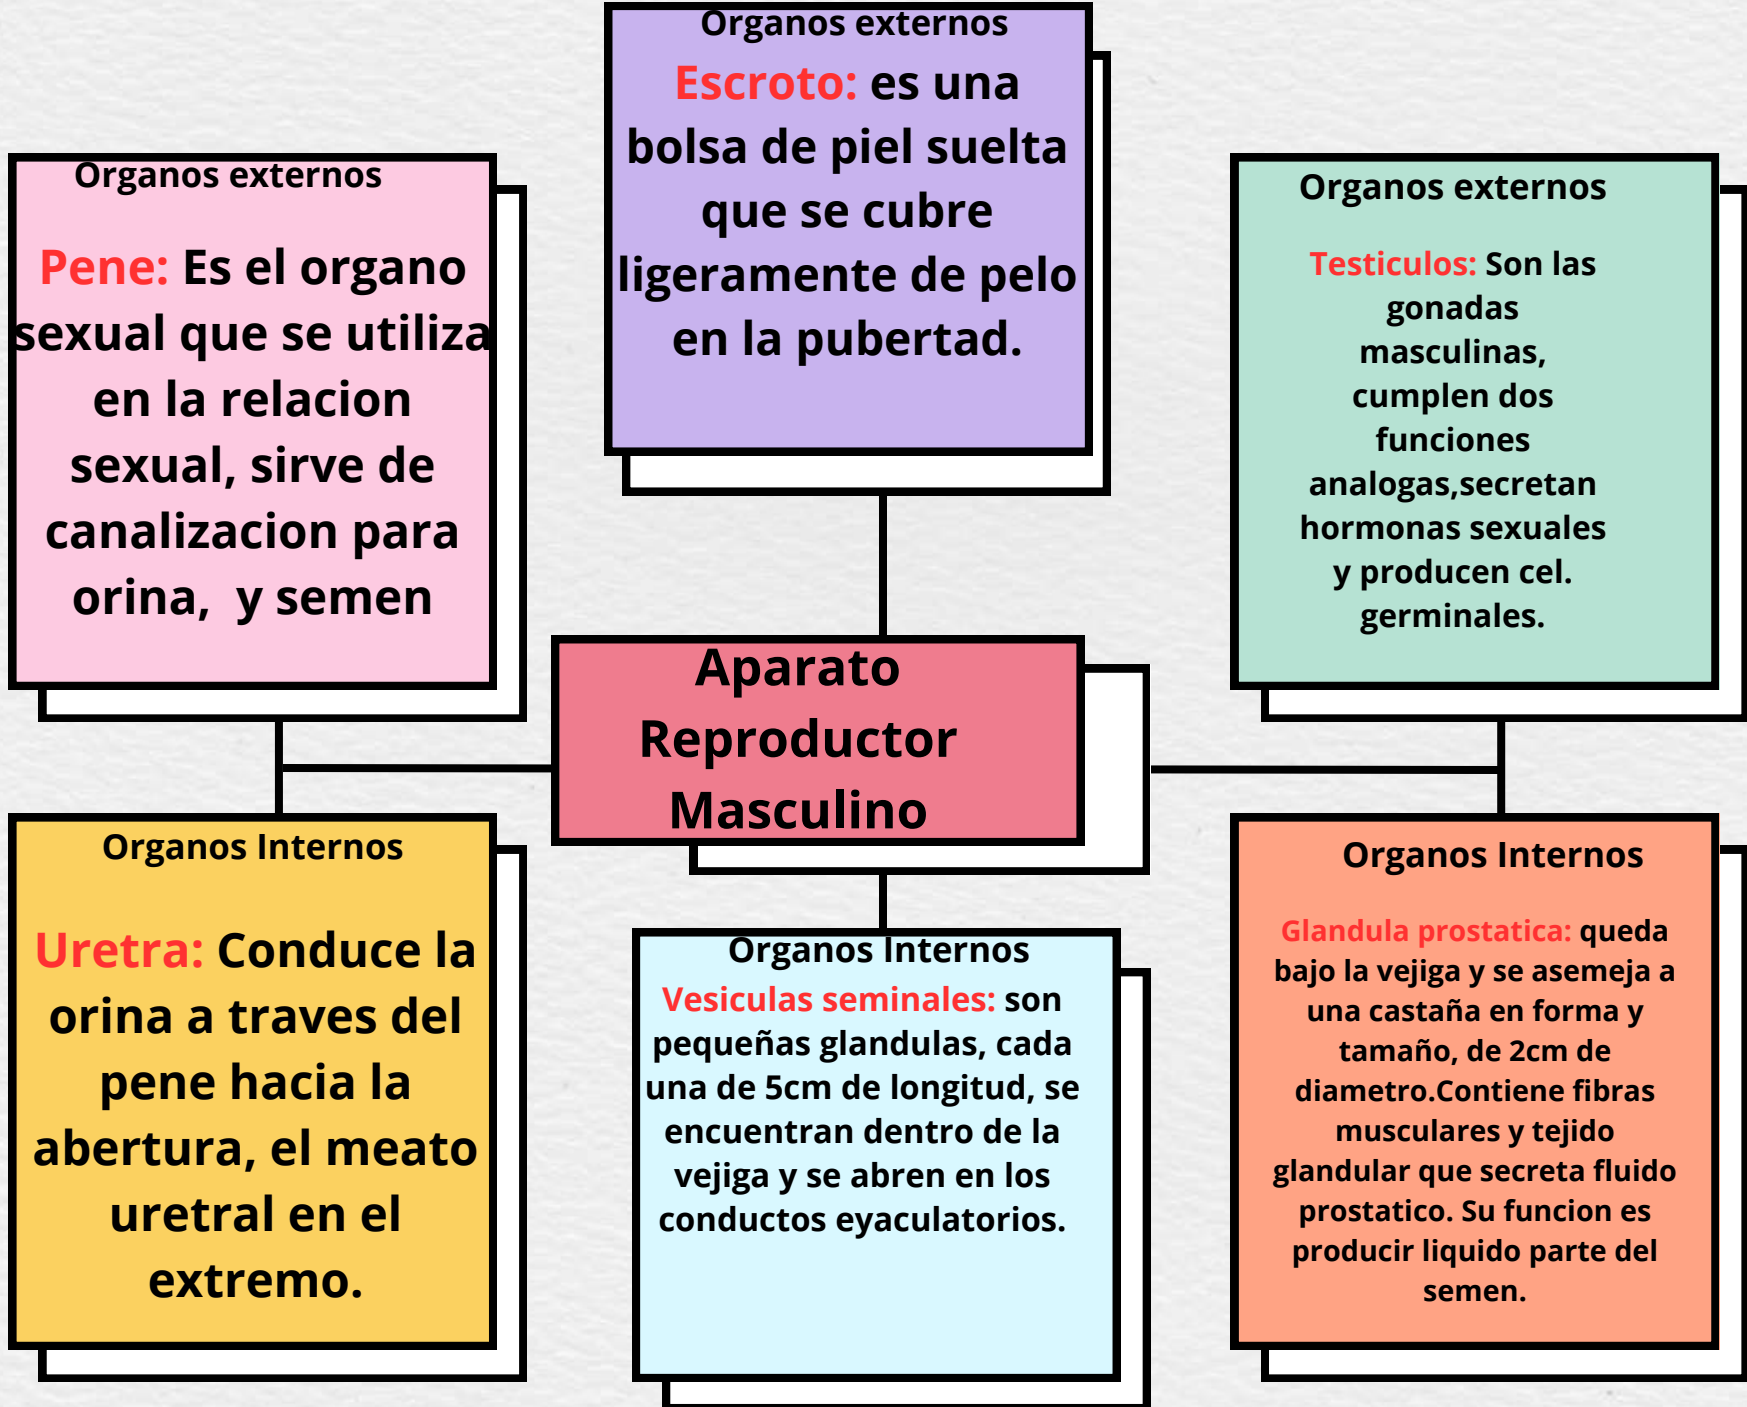 Organos externos
Escroto: es una
bolsa de piel suelta
que se cubre
ligeramente de pelo
en la pubertad.
Organos externos
Pene: Es el organo
sexual que se utiliza
en la relacion
sexual, sirve de
canalizacion para
orina, y semen
Organos externos
Testiculos: Son las
gonadas
masculinas,
cumplen dos
funciones
analogas,secretan
hormonas sexuales
y producen cel.
germinales.
Aparato
Reproductor
Masculino
Organos Internos
Uretra: Conduce la
orina a traves del
pene hacia la
abertura, el meato
uretral en el
extremo.
Organos Internos
Vesiculas seminales: son
pequeñas glandulas, cada
una de 5cm de longitud, se
encuentran dentro de la
vejiga y se abren en los
conductos eyaculatorios.
Organos Internos
Glandula prostatica: queda
bajo la vejiga y se asemeja a
una castaña en forma y
tamaño, de 2cm de
diametro.Contiene fibras
musculares y tejido
glandular que secreta fluido
prostatico. Su funcion es
producir liquido parte del
semen.